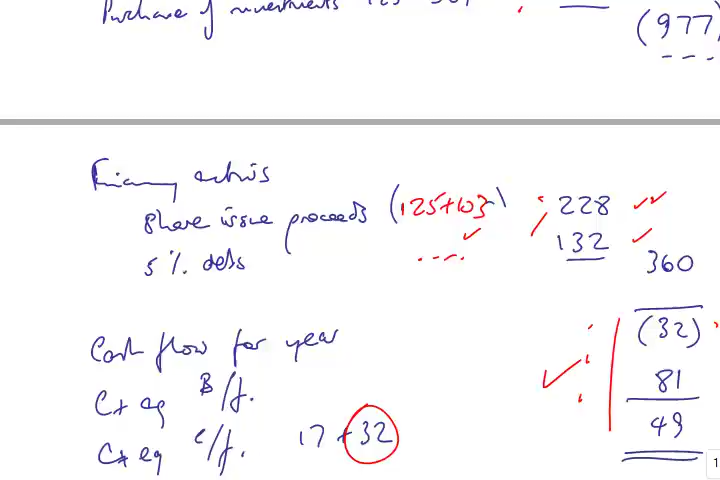 Purchase of investments
(977)
Financing activities
Share issue proceeds (125+103) 228
5% debs 132 360
Cash flow for year (32)
C+ eq B/f. 81
C+ eq C/f. 17 + 32 49
1